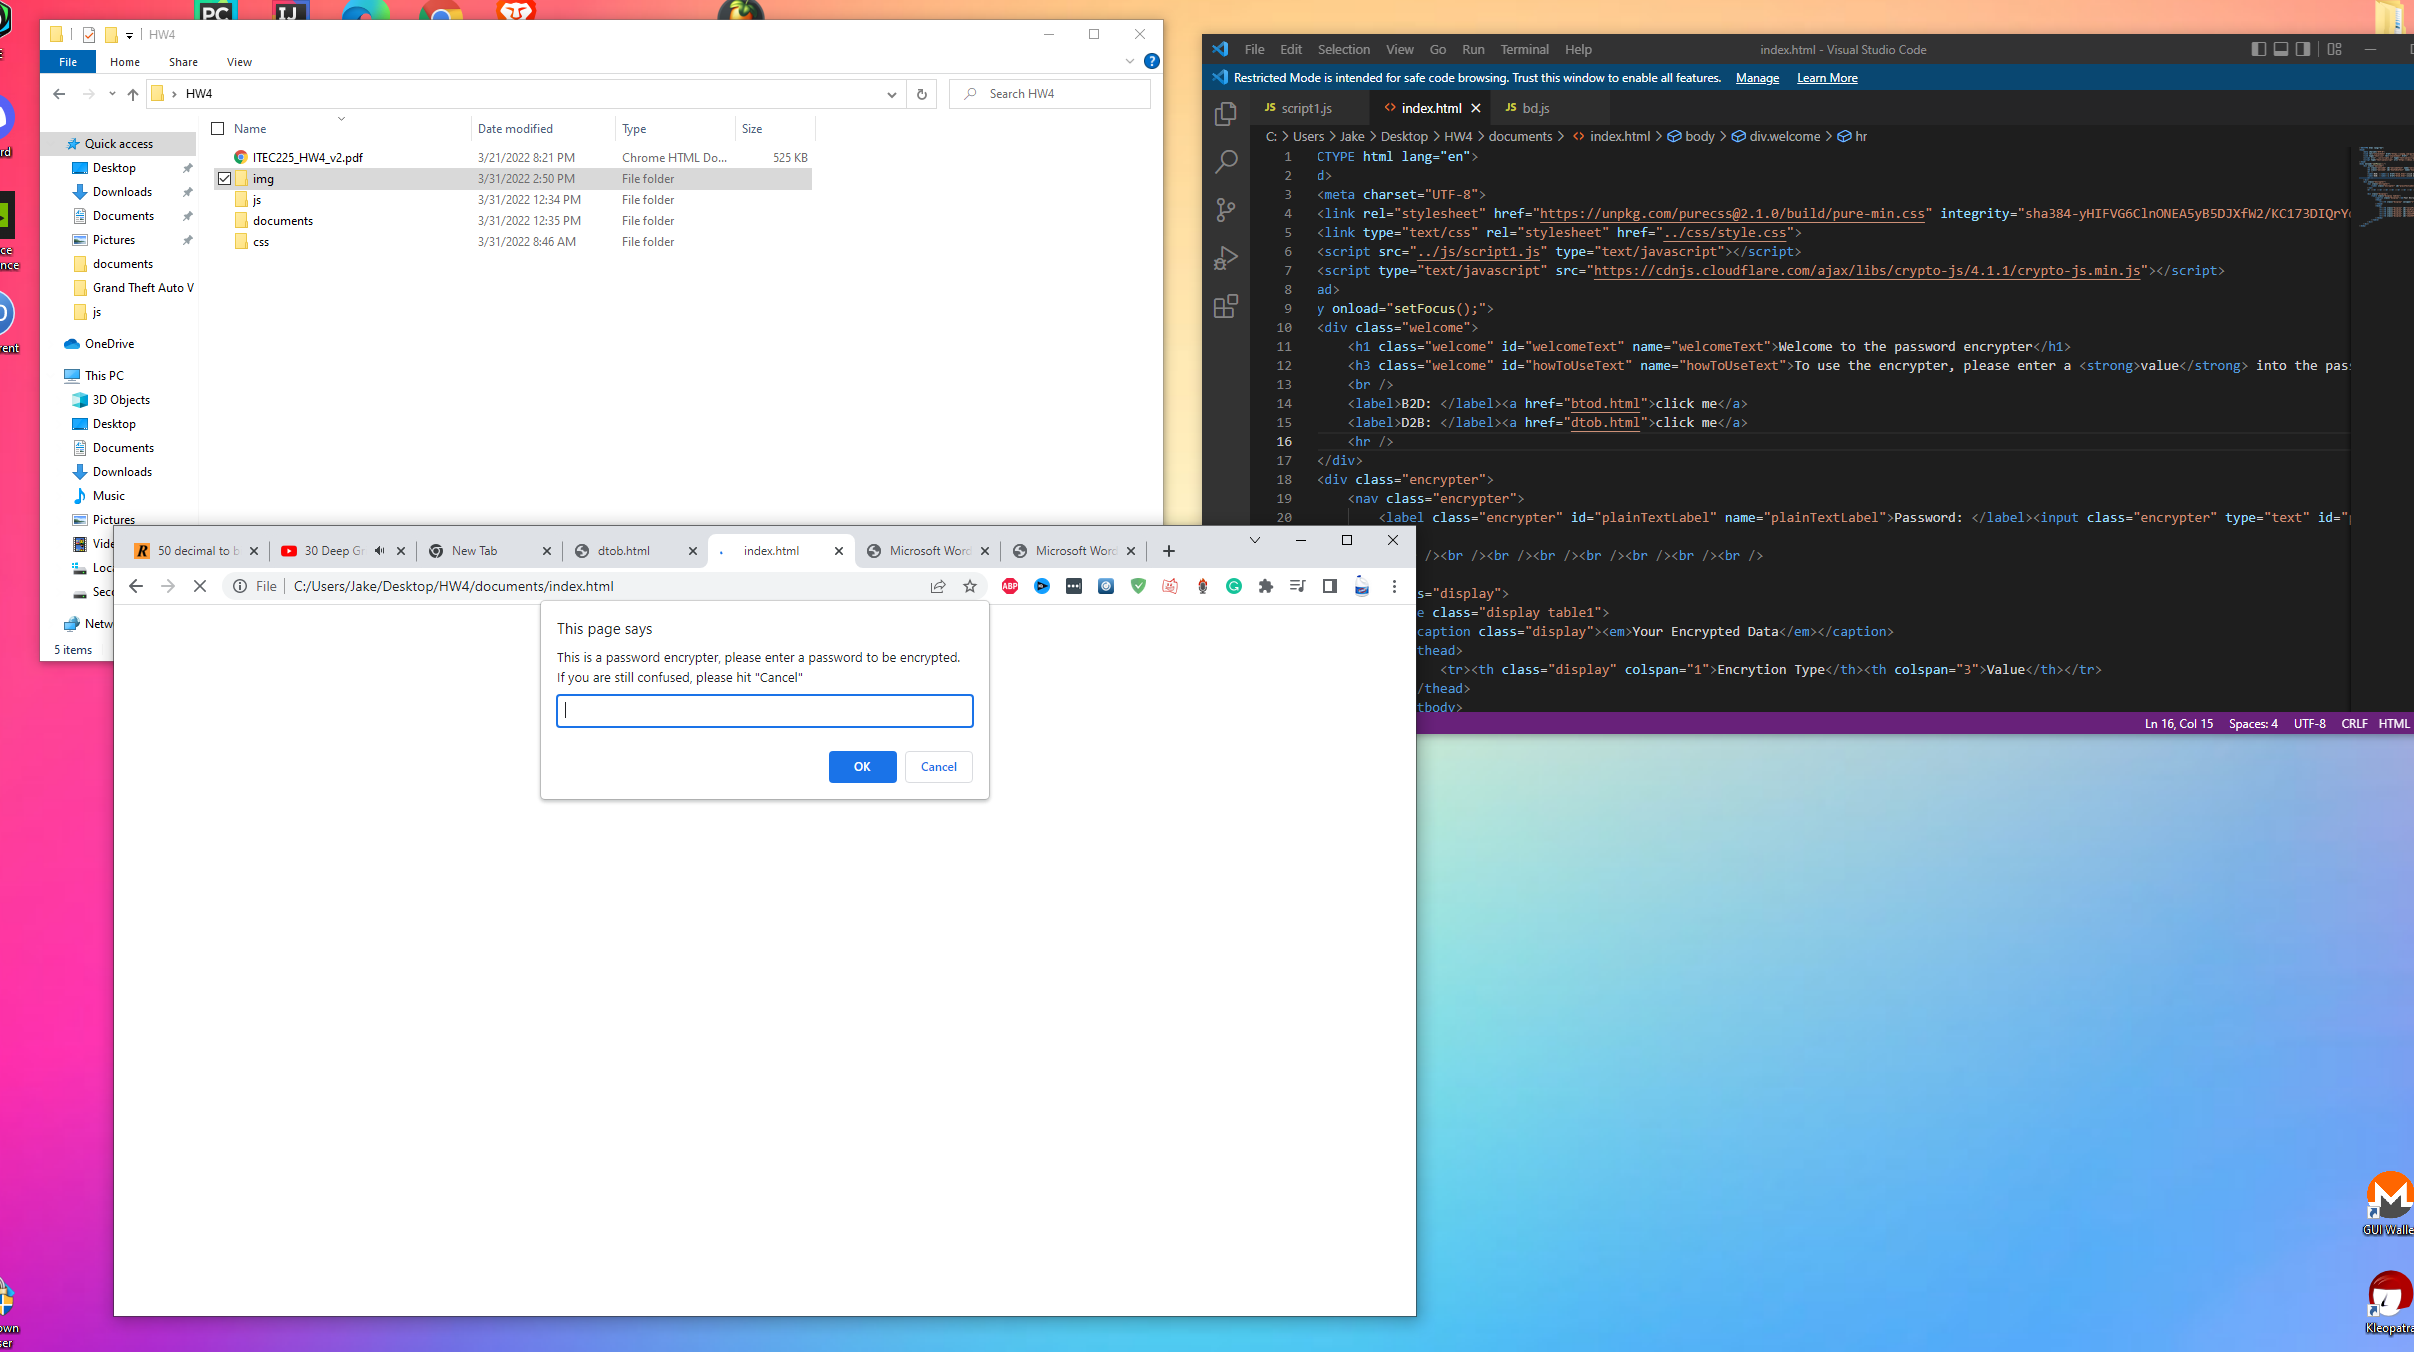 HW4
File
Home
Share
View
HW4
Search HW4
Name
Date modified
Type
Size
ITEC225_HW4_v2.pdf 3/21/2022 8:21 PM Chrome HTML Do... 525 KB
img 3/31/2022 2:50 PM File folder
js 3/31/2022 12:34 PM File folder
documents 3/31/2022 12:35 PM File folder
css 3/31/2022 8:46 AM File folder
Quick access
Desktop
Downloads
Documents
Pictures
documents
Grand Theft Auto V
js
OneDrive
This PC
3D Objects
Desktop
Documents
Downloads
Music
Pictures
Vide
Loc
Sec
Netw
5 items
File Edit Selection View Go Run Terminal Help
index.html - Visual Studio Code
Restricted Mode is intended for safe code browsing. Trust this window to enable all features. Manage Learn More
JS script1.js
<> index.html
JS bd.js
C: > Users > Jake > Desktop > HW4 > documents > <> index.html > body > div.welcome > hr
1 CTYPE html lang="en">
2 d>
3 <meta charset="UTF-8">
4 <link rel="stylesheet" href="https://unpkg.com/purecss@2.1.0/build/pure-min.css" integrity="sha384-yHIFVG6ClnONEA5yB5DJXfW2/KC173DIQrY
5 <link type="text/css" rel="stylesheet" href="../css/style.css">
6 <script src="../js/script1.js" type="text/javascript"></script>
7 <script type="text/javascript" src="https://cdnjs.cloudflare.com/ajax/libs/crypto-js/4.1.1/crypto-js.min.js"></script>
8 ad>
9 y onload="setFocus();">
10 <div class="welcome">
11 <h1 class="welcome" id="welcomeText" name="welcomeText">Welcome to the password encrypter</h1>
12 <h3 class="welcome" id="howToUseText" name="howToUseText">To use the encrypter, please enter a <strong>value</strong> into the pas
13 <br />
14 <label>B2D: </label><a href="btod.html">click me</a>
15 <label>D2B: </label><a href="dtob.html">click me</a>
16 <hr />
17 </div>
18 <div class="encrypter">
19 <nav class="encrypter">
20 <label class="encrypter" id="plainTextLabel" name="plainTextLabel">Password: </label><input class="encrypter" type="text" id="
/><br /><br /><br /><br /><br /><br /><br />
s="display">
e class="display table1">
caption class="display"><em>Your Encrypted Data</em></caption>
thead>
<tr><th class="display" colspan="1">Encrytion Type</th><th colspan="3">Value</th></tr>
/thead>
tbody>
Ln 16, Col 15 Spaces: 4 UTF-8 CRLF HTML
50 decimal to b
30 Deep Gr
New Tab
dtob.html
index.html
Microsoft Word
Microsoft Word
File C:/Users/Jake/Desktop/HW4/documents/index.html
ABP
This page says
This is a password encrypter, please enter a password to be encrypted.
If you are still confused, please hit "Cancel"
OK
Cancel
PC
IJ
rd
ce
nce
rent
own
ser
GUI Walle
Kleopatra